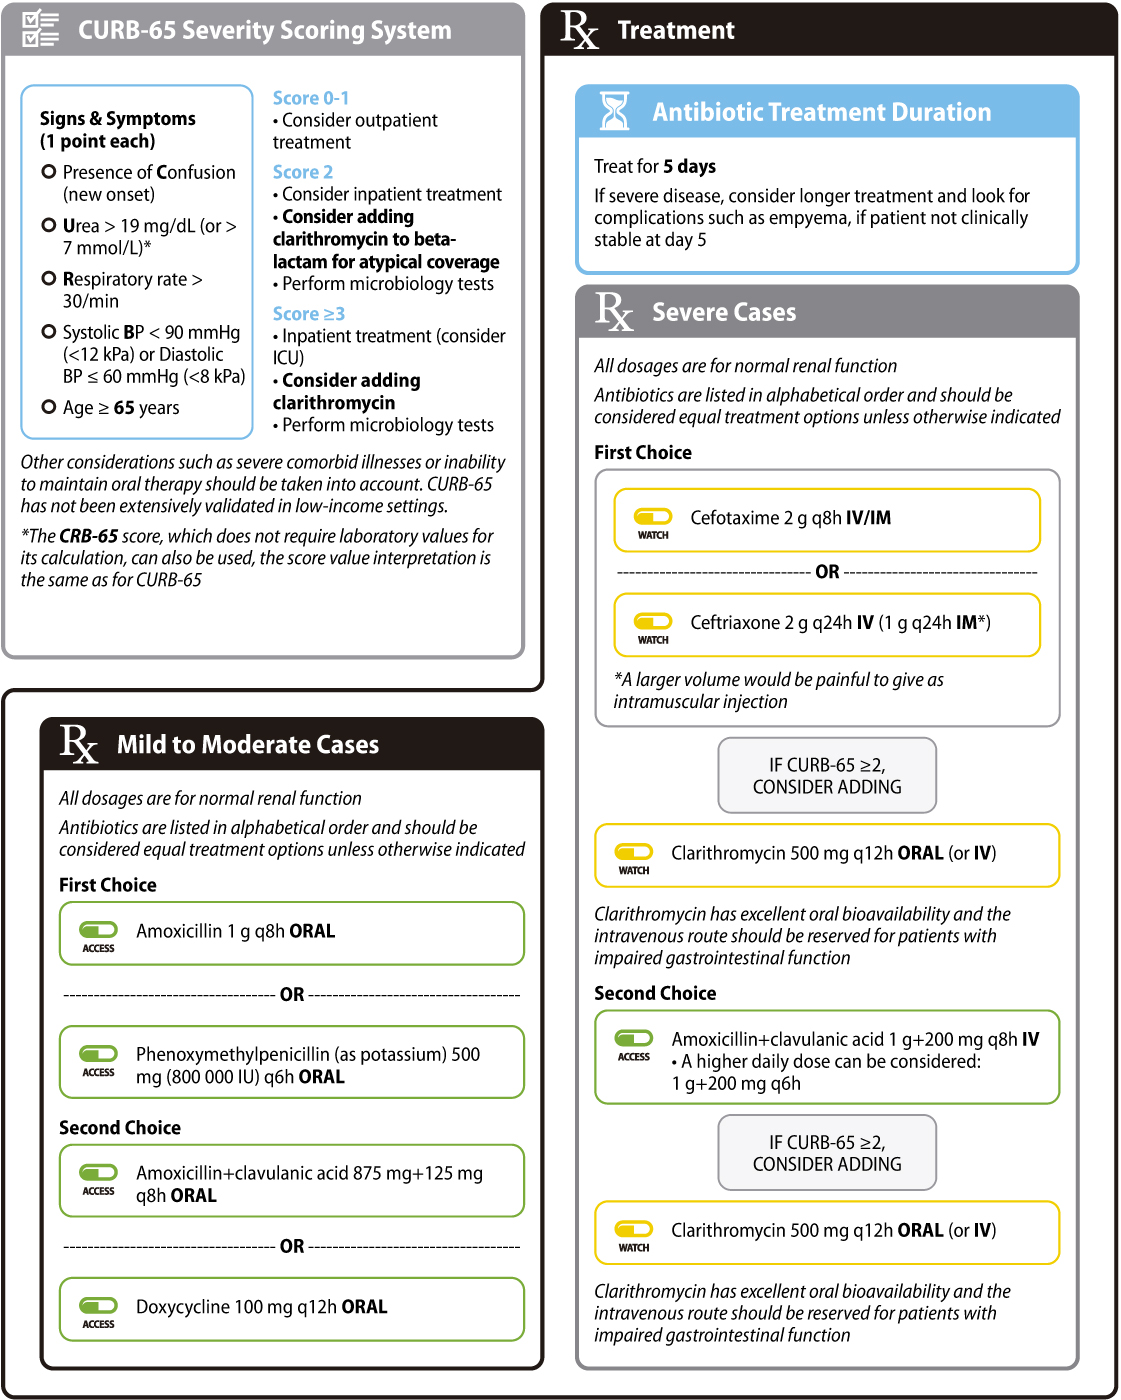 CURB-65 Severity Scoring System
Signs & Symptoms
(1 point each)
Presence of Confusion
(new onset)
Urea > 19 mg/dL (or >
7 mmol/L)*
Respiratory rate >
30/min
Systolic BP < 90 mmHg
(<12 kPa) or Diastolic
BP ≤ 60 mmHg (<8 kPa)
Age ≥ 65 years
Score 0-1
• Consider outpatient
treatment
Score 2
• Consider inpatient treatment
• Consider adding
clarithromycin to beta-
lactam for atypical coverage
• Perform microbiology tests
Score ≥3
• Inpatient treatment (consider
ICU)
• Consider adding
clarithromycin
• Perform microbiology tests
Other considerations such as severe comorbid illnesses or inability
to maintain oral therapy should be taken into account. CURB-65
has not been extensively validated in low-income settings.
*The CRB-65 score, which does not require laboratory values for
its calculation, can also be used, the score value interpretation is
the same as for CURB-65
Rx Treatment
Antibiotic Treatment Duration
Treat for 5 days
If severe disease, consider longer treatment and look for
complications such as empyema, if patient not clinically
stable at day 5
Rx Mild to Moderate Cases
All dosages are for normal renal function
Antibiotics are listed in alphabetical order and should be
considered equal treatment options unless otherwise indicated
First Choice
ACCESS Amoxicillin 1 g q8h ORAL
OR
Phenoxymethylpenicillin (as potassium) 500
ACCESS mg (800 000 IU) q6h ORAL
Second Choice
Amoxicillin+clavulanic acid 875 mg+125 mg
ACCESS q8h ORAL
OR
ACCESS Doxycycline 100 mg q12h ORAL
Rx Severe Cases
All dosages are for normal renal function
Antibiotics are listed in alphabetical order and should be
considered equal treatment options unless otherwise indicated
First Choice
WATCH Cefotaxime 2 g q8h IV/IM
OR
WATCH Ceftriaxone 2 g q24h IV (1 g q24h IM*)
*A larger volume would be painful to give as
intramuscular injection
IF CURB-65 ≥2,
CONSIDER ADDING
WATCH Clarithromycin 500 mg q12h ORAL (or IV)
Clarithromycin has excellent oral bioavailability and the
intravenous route should be reserved for patients with
impaired gastrointestinal function
Second Choice
Amoxicillin+clavulanic acid 1 g+200 mg q8h IV
ACCESS • A higher daily dose can be considered:
1 g+200 mg q6h
IF CURB-65 ≥2,
CONSIDER ADDING
WATCH Clarithromycin 500 mg q12h ORAL (or IV)
Clarithromycin has excellent oral bioavailability and the
intravenous route should be reserved for patients with
impaired gastrointestinal function